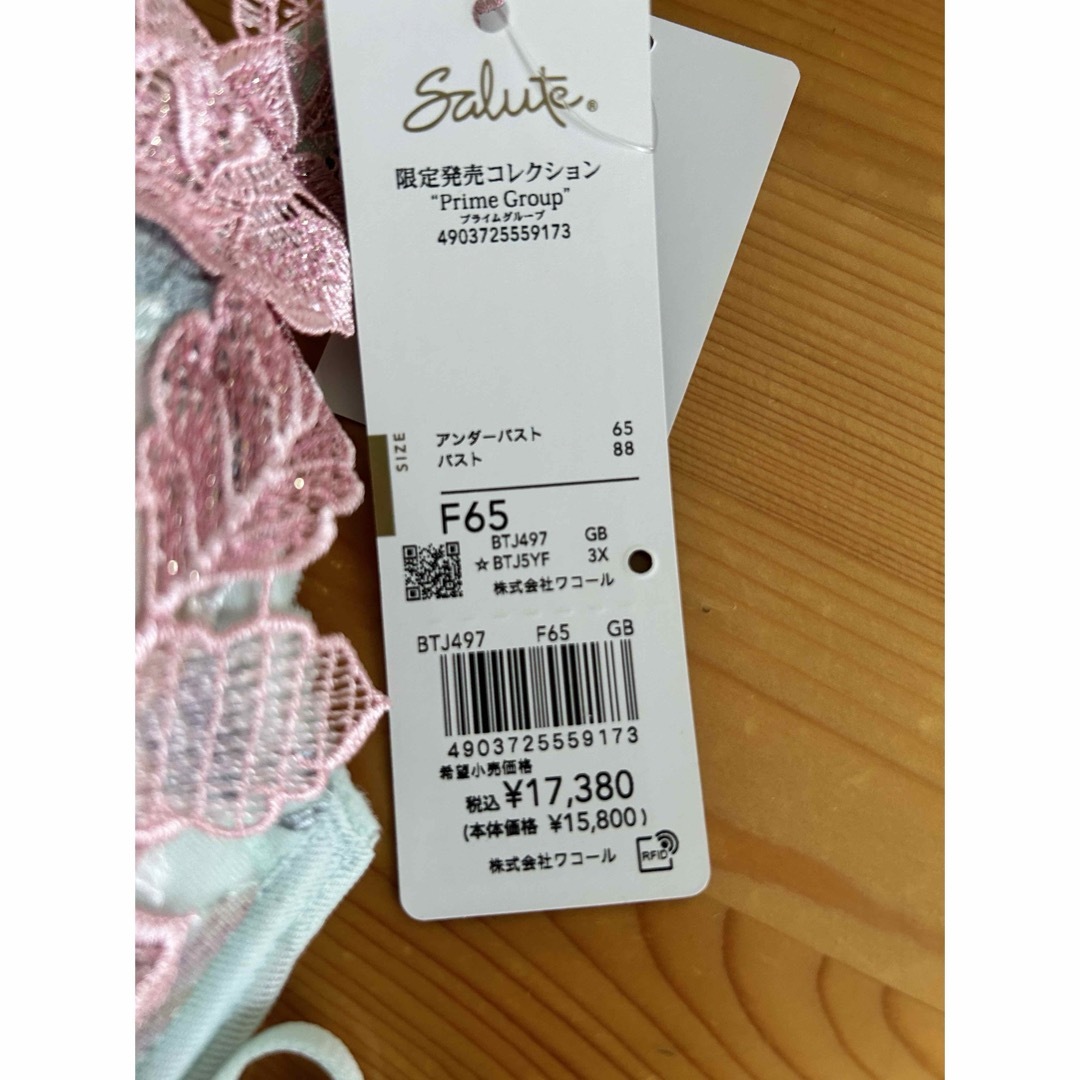 Salute®
限定発売コレクション
“Prime Group”
プライムグループ
4903725559173
SIZE
アンダーバスト 65
バスト 88
F65
BTJ497 GB
☆BTJ5YF 3X
株式会社ワコール
BTJ497 F65 GB
4903725559173
希望小売価格
税込 ¥17,380
(本体価格 ¥15,800)
株式会社ワコール
RFID